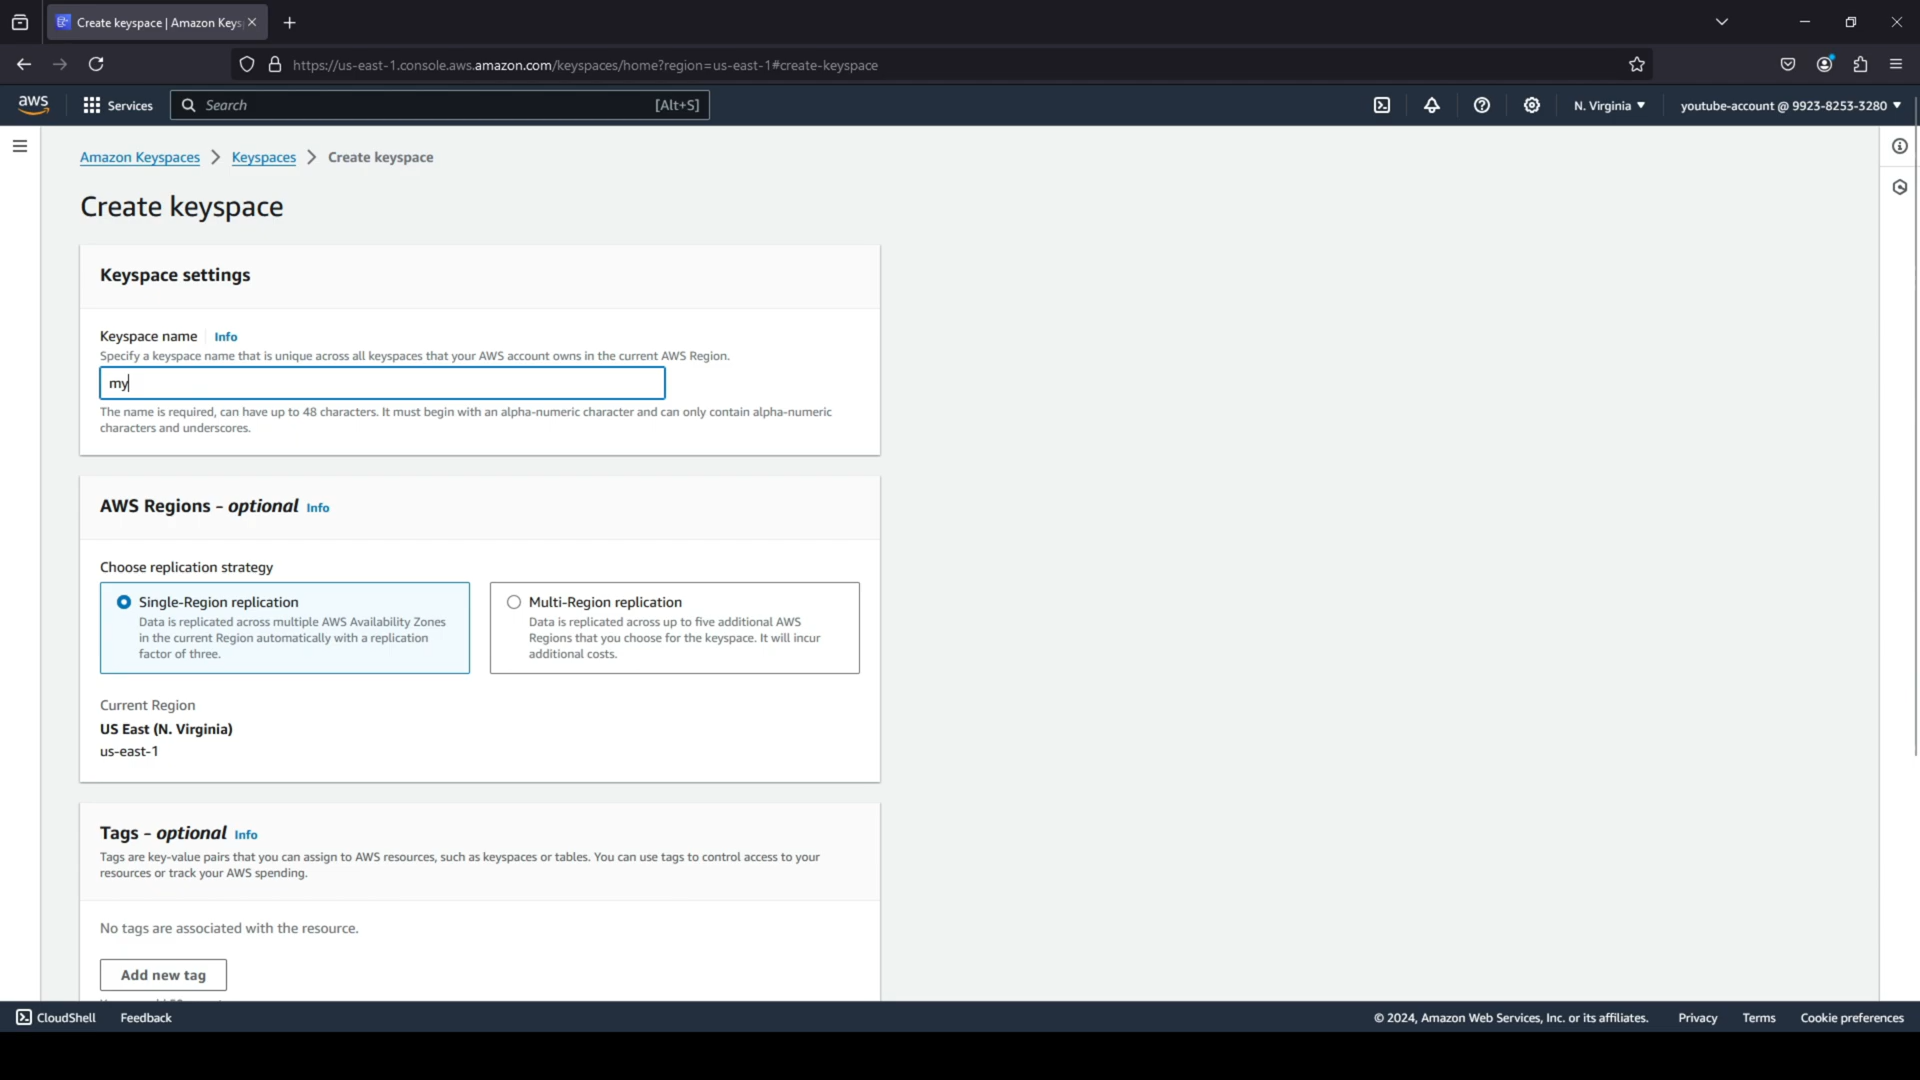 Create keyspace | Amazon Keys
https://us-east-1.console.aws.amazon.com/keyspaces/home?region=us-east-1#create-keyspace
aws
Services
Search
[Alt+S]
N. Virginia
youtube-account @ 9923-8253-3280
Amazon Keyspaces
Keyspaces
Create keyspace
Create keyspace
Keyspace settings
Keyspace name
Info
Specify a keyspace name that is unique across all keyspaces that your AWS account owns in the current AWS Region.
my
The name is required, can have up to 48 characters. It must begin with an alpha-numeric character and can only contain alpha-numeric
characters and underscores.
AWS Regions - optional Info
Choose replication strategy
Single-Region replication
Data is replicated across multiple AWS Availability Zones
in the current Region automatically with a replication
factor of three.
Multi-Region replication
Data is replicated across up to five additional AWS
Regions that you choose for the keyspace. It will incur
additional costs.
Current Region
US East (N. Virginia)
us-east-1
Tags - optional Info
Tags are key-value pairs that you can assign to AWS resources, such as keyspaces or tables. You can use tags to control access to your
resources or track your AWS spending.
No tags are associated with the resource.
Add new tag
CloudShell
Feedback
© 2024, Amazon Web Services, Inc. or its affiliates.
Privacy
Terms
Cookie preferences